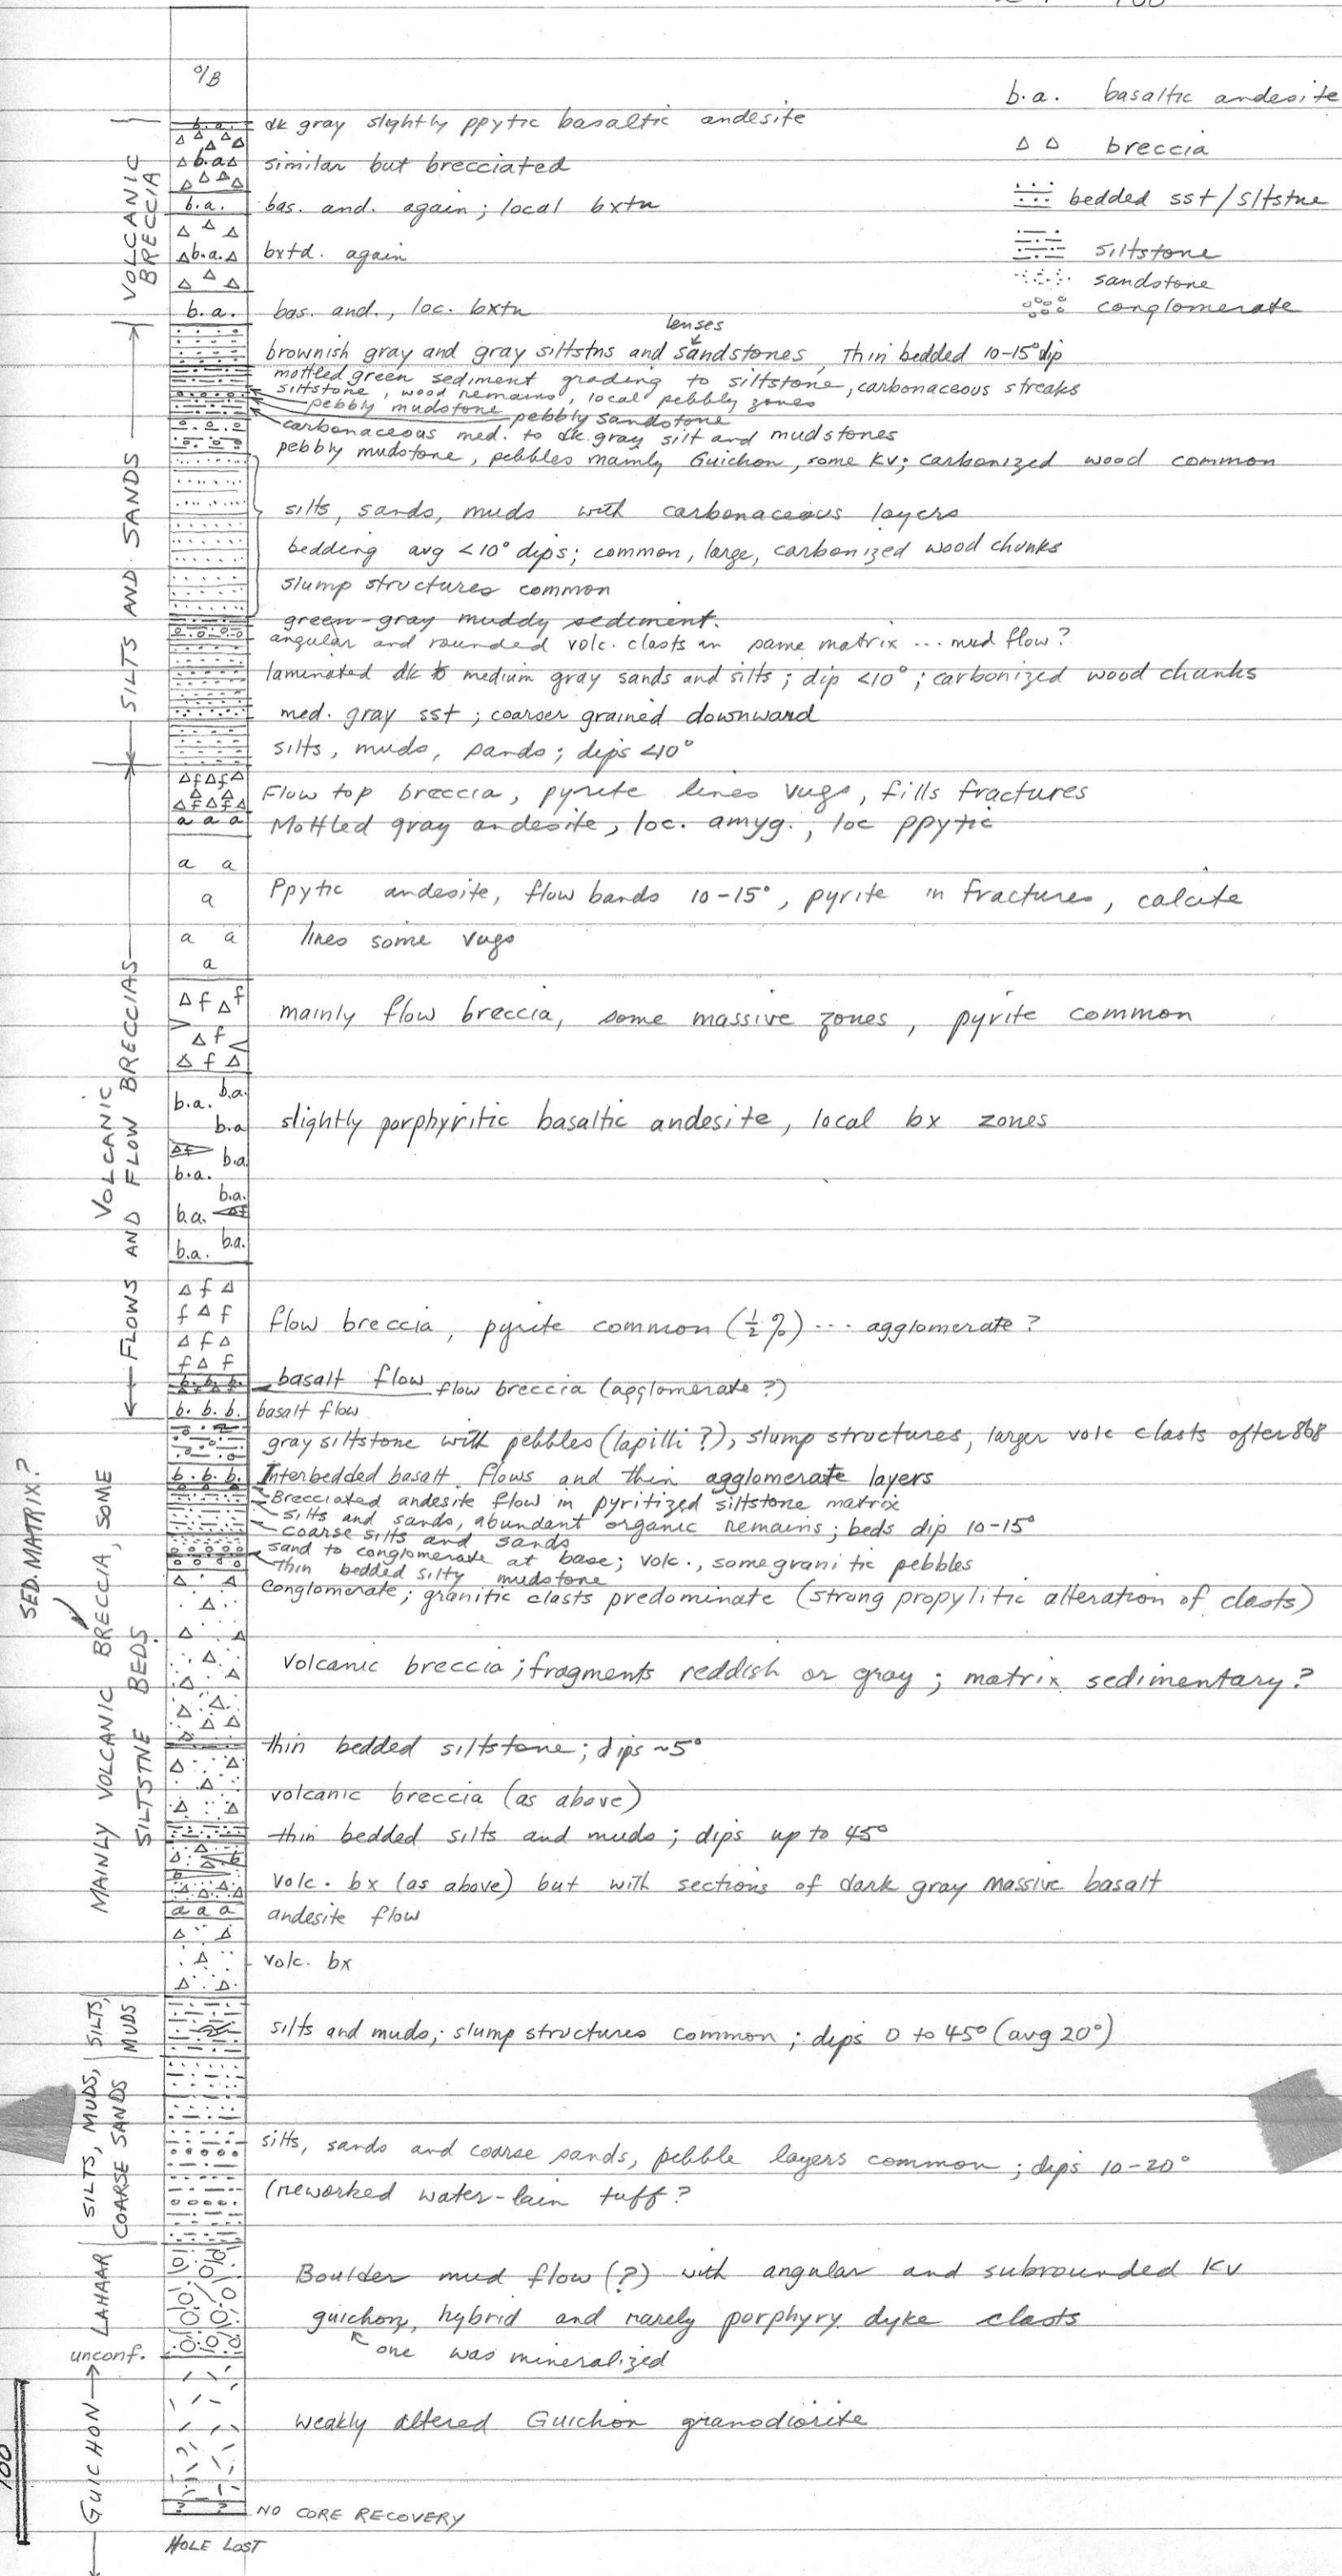 100
O/B
b.a. basaltic andesite
b.a. dk gray slightly ppytic basaltic andesite
breccia
b.a similar but brecciated
bedded sst/sltstne
b.a. bas. and. again; local bxtn
siltstone
b.a. bxtd. again
sandstone
conglomerate
b.a. bas. and., loc. bxtn
VOLCANIC BRECCIA
lenses
brownish gray and gray siltstns and sandstones, thin bedded 10-15° dip
mottled green sediment grading to siltstone, carbonaceous streaks
siltstone, wood remains, local pebbly zones
pebbly mudstone pebbly sandstone
carbonaceous med. to dk. gray silt and mudstones
pebbly mudstone, pebbles mainly Guichon, some KV; carbonized wood common
silts, sands, muds with carbonaceous layers
bedding avg <10° dips; common, large, carbonized wood chunks
slump structures common
green-gray muddy sediment.
angular and rounded volc. clasts in same matrix ... mud flow?
laminated dk to medium gray sands and silts; dip <10°; carbonized wood chunks
med. gray sst; coarser grained downward
silts, muds, sands; dips <10°
SILTS AND SANDS
f f
f f
Flow top breccia, pyrite lines vugs, fills fractures
a a a Mottled gray andesite, loc. amyg., loc ppytic
a a
a Ppytic andesite, flow bands 10-15°, pyrite in fractures, calcite
a a lines some vugs
a
f f
f
f
mainly flow breccia, some massive zones, pyrite common
b.a. b.a.
b.a
slightly porphyritic basaltic andesite, local bx zones
f b.a
b.a.
b.a.
b.a. f
b.a. b.a.
f
f f
f
f f
flow breccia, pyrite common (½%) ... agglomerate?
b. b. b. basalt flow
flow breccia (agglomerate?)
b. b. b. basalt flow
FLOWS AND VOLCANIC FLOW BRECCIAS
gray siltstone with pebbles (lapilli?), slump structures, larger volc clasts after 868
b. b. b. Interbedded basalt flows and thin agglomerate layers
Brecciated andesite flow in pyritized siltstone matrix
silts and sands, abundant organic remains; beds dip 10-15°
coarse silts and sands
sand to conglomerate at base; volc., some granitic pebbles
thin bedded silty mudstone
conglomerate; granitic clasts predominate (strong propylitic alteration of clasts)
Volcanic breccia; fragments reddish or gray; matrix sedimentary?
thin bedded siltstone; dips ~5°
volcanic breccia (as above)
thin bedded silts and muds; dips up to 45°
b
b
volc. bx (as above) but with sections of dark gray massive basalt
a a a andesite flow
volc. bx
SED. MATRIX?
MAINLY VOLCANIC BRECCIA, SOME
SILTSTNE BEDS
SILTS, MUDS
silts and muds; slump structures common; dips 0 to 45° (avg 20°)
SILTS, MUDS, COARSE SANDS
silts, sands and coarse sands, pebble layers common; dips 10-20°
(reworked water-lain tuff?
LAHAAR
Boulder mud flow (?) with angular and subrounded KV
guichon, hybrid and rarely porphyry dyke clasts
one was mineralized
unconf.
GUICHON
weakly altered Guichon granodiorite
100
? ? NO CORE RECOVERY
HOLE LOST